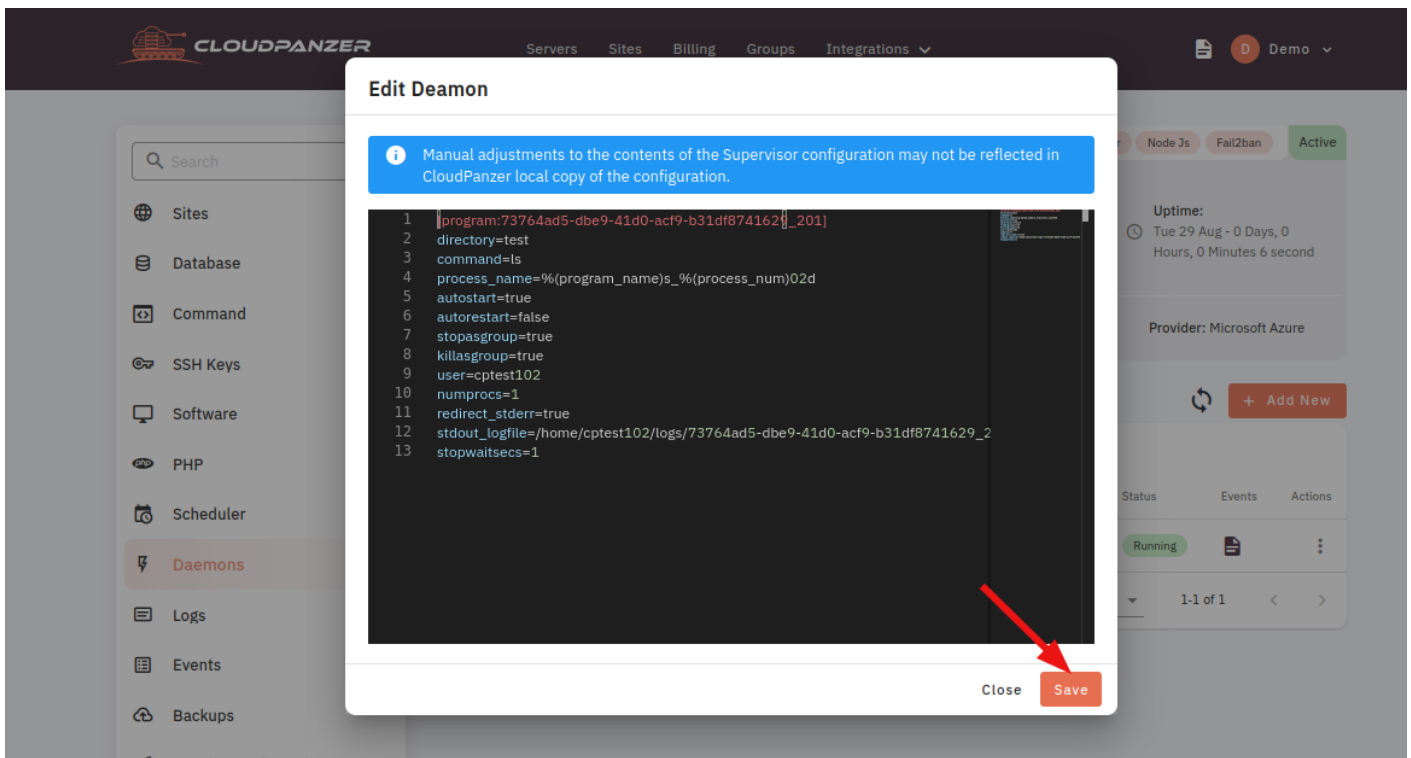 CLOUDPANZER
Servers Sites Billing Groups Integrations
D Demo
Edit Deamon
Manual adjustments to the contents of the Supervisor configuration may not be reflected in
CloudPanzer local copy of the configuration.
1 [program:73764ad5-dbe9-41d0-acf9-b31df8741629_201]
2 directory=test
3 command=ls
4 process_name=%(program_name)s_%(process_num)02d
5 autostart=true
6 autorestart=false
7 stopasgroup=true
8 killasgroup=true
9 user=cptest102
10 numprocs=1
11 redirect_stderr=true
12 stdout_logfile=/home/cptest102/logs/73764ad5-dbe9-41d0-acf9-b31df8741629_2
13 stopwaitsecs=1
Close Save
Search
Sites
Database
Command
SSH Keys
Software
php PHP
Scheduler
Daemons
Logs
Events
Backups
Node Js Fail2ban Active
Uptime:
Tue 29 Aug - 0 Days, 0
Hours, 0 Minutes 6 second
Provider: Microsoft Azure
+ Add New
Status Events Actions
Running
1-1 of 1